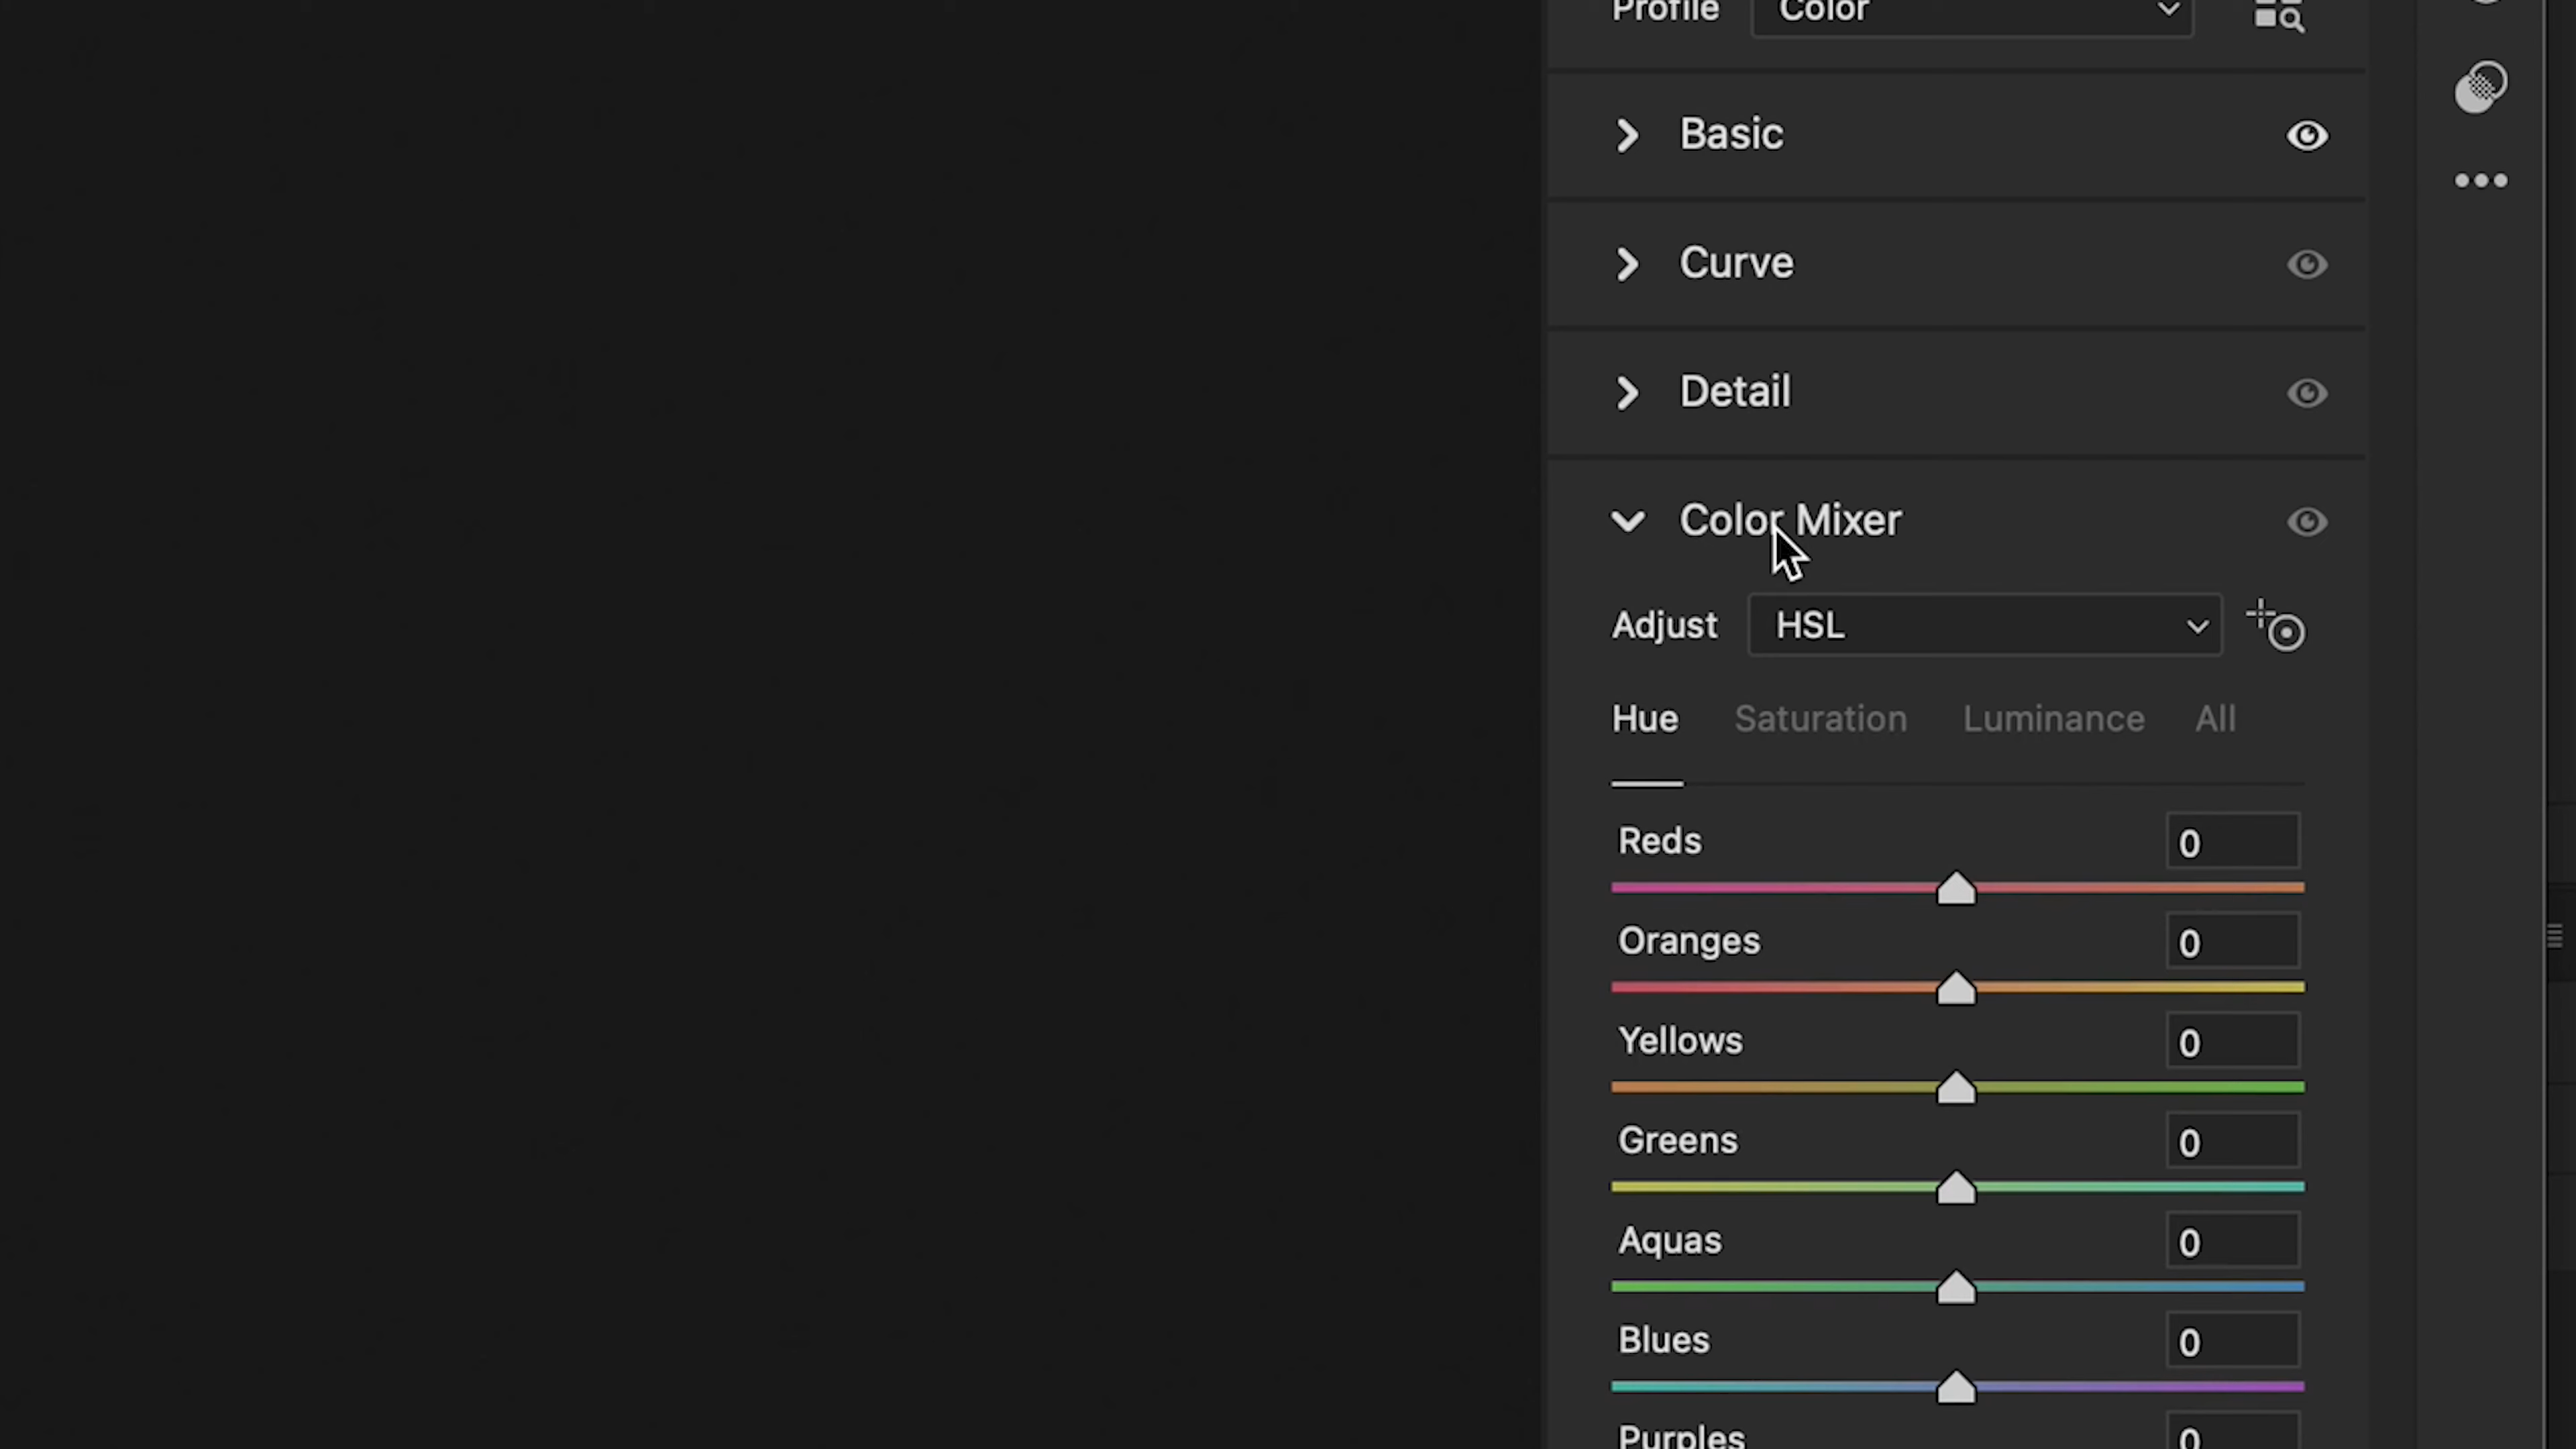 Profile Color
Basic
Curve
Detail
Color Mixer
Adjust HSL
Hue Saturation Luminance All
Reds 0
Oranges 0
Yellows 0
Greens 0
Aquas 0
Blues 0
Purples 0